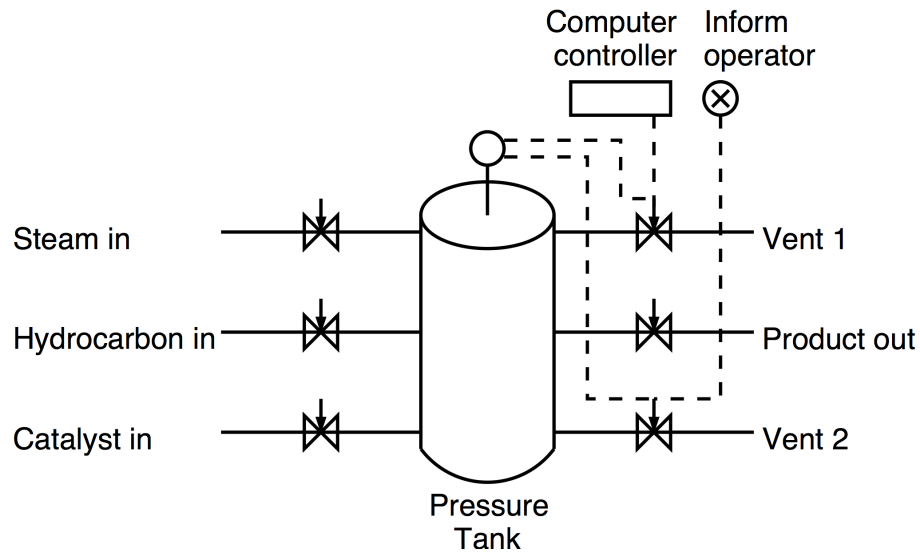 Computer
controller
Inform
operator
Steam in
Vent 1
Hydrocarbon in
Product out
Catalyst in
Vent 2
Pressure
Tank